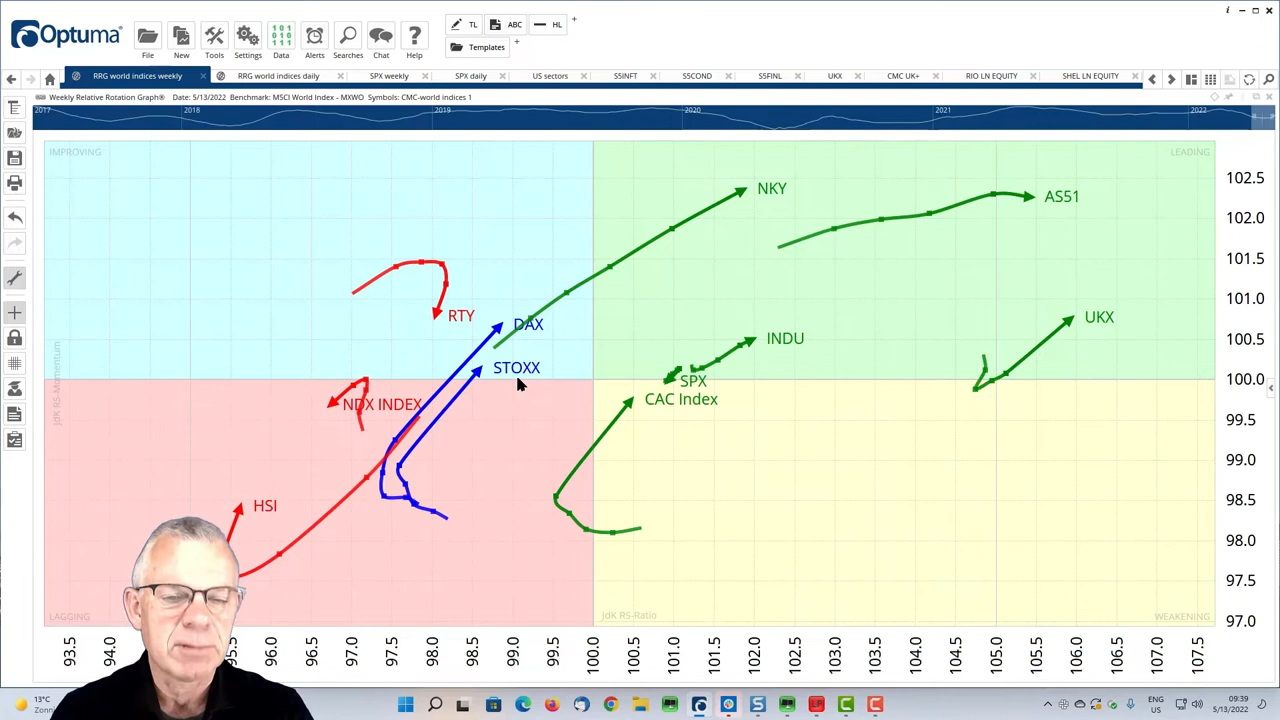 Optuma®
File
New
Tools
Settings
Data
Alerts
Searches
Chat
Help
TL
ABC
HL
Templates
RRG world indices weekly
RRG world indices daily
SPX weekly
SPX daily
US sectors
S5INFT
S5COND
S5FINL
UKX
CMC UK+
RIO LN EQUITY
SHEL LN EQUITY
Weekly Relative Rotation Graph® Date: 5/13/2022 Benchmark: MSCI World Index - MXWO Symbols: CMC-world indices 1
2017
2018
2019
2020
2021
2022
IMPROVING
LEADING
LAGGING
WEAKENING
JdK RS-Momentum
JdK RS-Ratio
NKY
AS51
RTY
DAX
UKX
INDU
STOXX
SPX
CAC Index
NDX INDEX
HSI
102.5
102.0
101.5
101.0
100.5
100.0
99.5
99.0
98.5
98.0
97.5
97.0
93.5
94.0
95.5
96.0
96.5
97.0
97.5
98.0
98.5
99.0
99.5
100.0
100.5
101.0
101.5
102.0
102.5
103.0
103.5
104.0
104.5
105.0
105.5
106.0
106.5
107.0
107.5
13°C
Zonn
ENG
US
09:39
5/13/2022